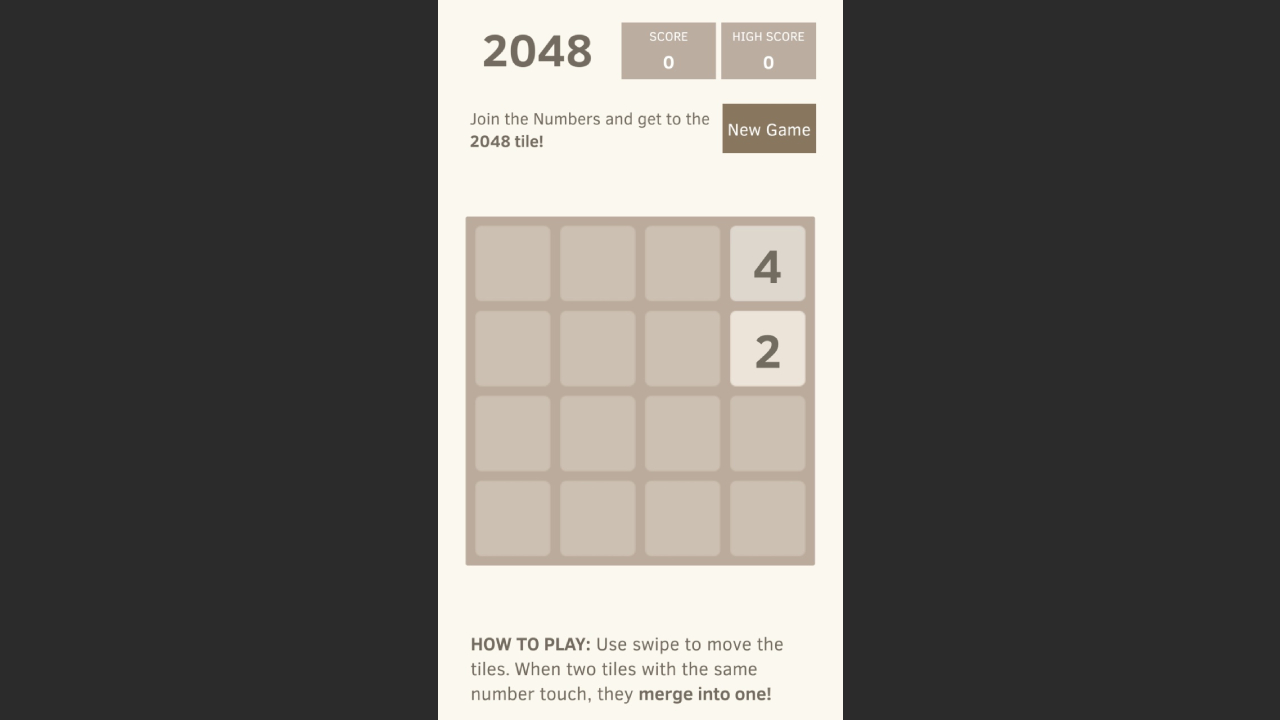 2048
SCORE
0
HIGH SCORE
0
Join the Numbers and get to the
2048 tile!
New Game
4
2
HOW TO PLAY: Use swipe to move the
tiles. When two tiles with the same
number touch, they merge into one!